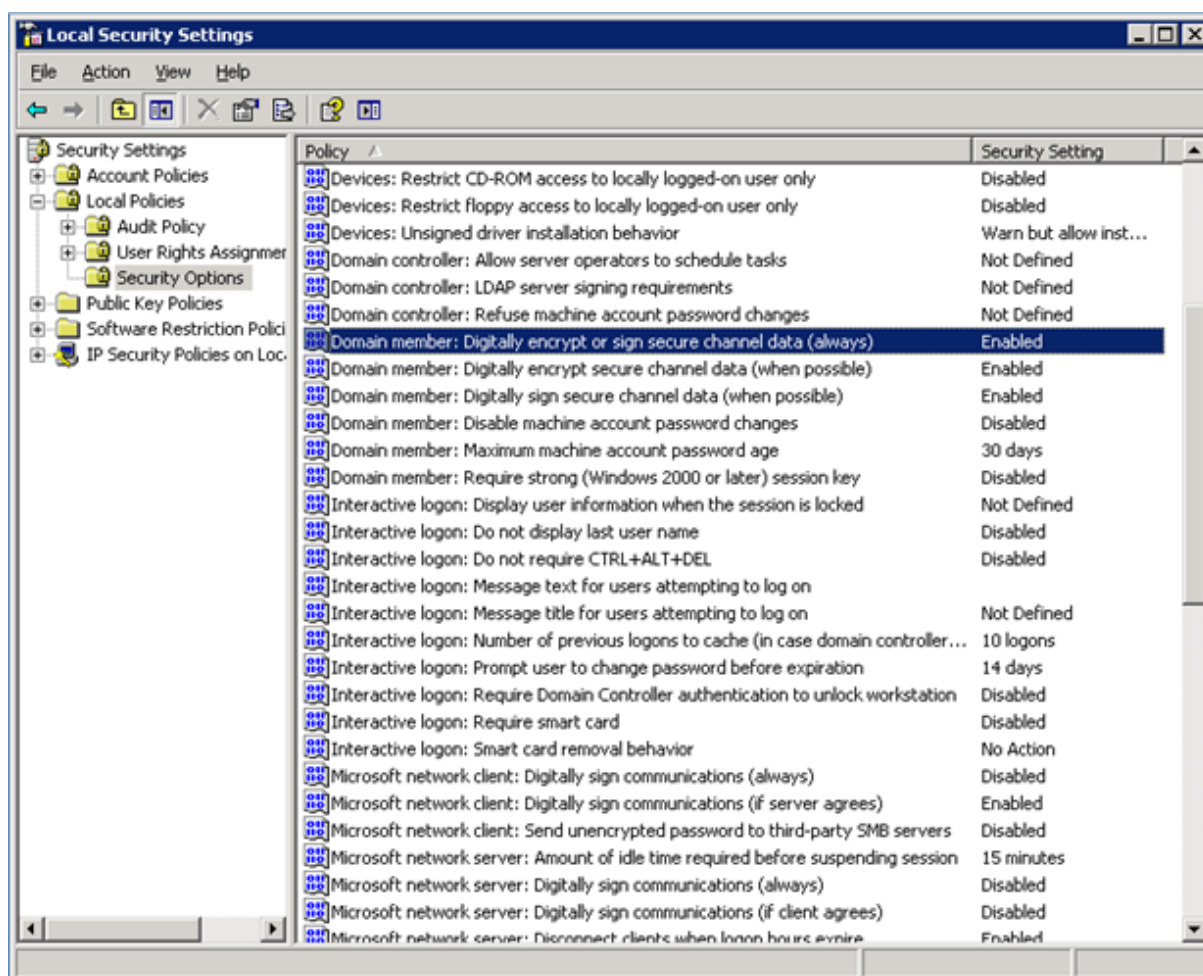 Local Security Settings
File Action View Help
Security Settings
Account Policies
Local Policies
Audit Policy
User Rights Assignmer
Security Options
Public Key Policies
Software Restriction Polici
IP Security Policies on Loc
Policy Security Setting
Devices: Restrict CD-ROM access to locally logged-on user only Disabled
Devices: Restrict floppy access to locally logged-on user only Disabled
Devices: Unsigned driver installation behavior Warn but allow inst...
Domain controller: Allow server operators to schedule tasks Not Defined
Domain controller: LDAP server signing requirements Not Defined
Domain controller: Refuse machine account password changes Not Defined
Domain member: Digitally encrypt or sign secure channel data (always) Enabled
Domain member: Digitally encrypt secure channel data (when possible) Enabled
Domain member: Digitally sign secure channel data (when possible) Enabled
Domain member: Disable machine account password changes Disabled
Domain member: Maximum machine account password age 30 days
Domain member: Require strong (Windows 2000 or later) session key Disabled
Interactive logon: Display user information when the session is locked Not Defined
Interactive logon: Do not display last user name Disabled
Interactive logon: Do not require CTRL+ALT+DEL Disabled
Interactive logon: Message text for users attempting to log on
Interactive logon: Message title for users attempting to log on Not Defined
Interactive logon: Number of previous logons to cache (in case domain controller... 10 logons
Interactive logon: Prompt user to change password before expiration 14 days
Interactive logon: Require Domain Controller authentication to unlock workstation Disabled
Interactive logon: Require smart card Disabled
Interactive logon: Smart card removal behavior No Action
Microsoft network client: Digitally sign communications (always) Disabled
Microsoft network client: Digitally sign communications (if server agrees) Enabled
Microsoft network client: Send unencrypted password to third-party SMB servers Disabled
Microsoft network server: Amount of idle time required before suspending session 15 minutes
Microsoft network server: Digitally sign communications (always) Disabled
Microsoft network server: Digitally sign communications (if client agrees) Disabled
Microsoft network server: Disconnect clients when logon hours expire Enabled